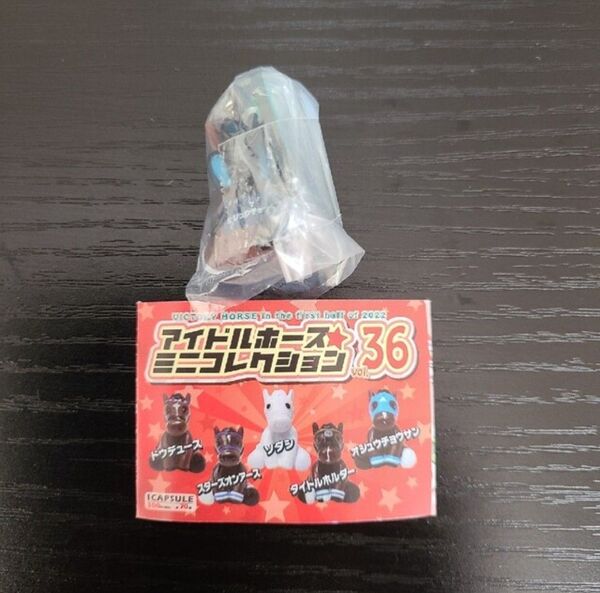 VICTORY HORSE in the first half of 2022
アイドルホース★
ミニコレクション vol. 36
ドウデュース
スターズオンアース
ソダシ
タイトルホルダー
オジュウチョウサン
1CAPSULE